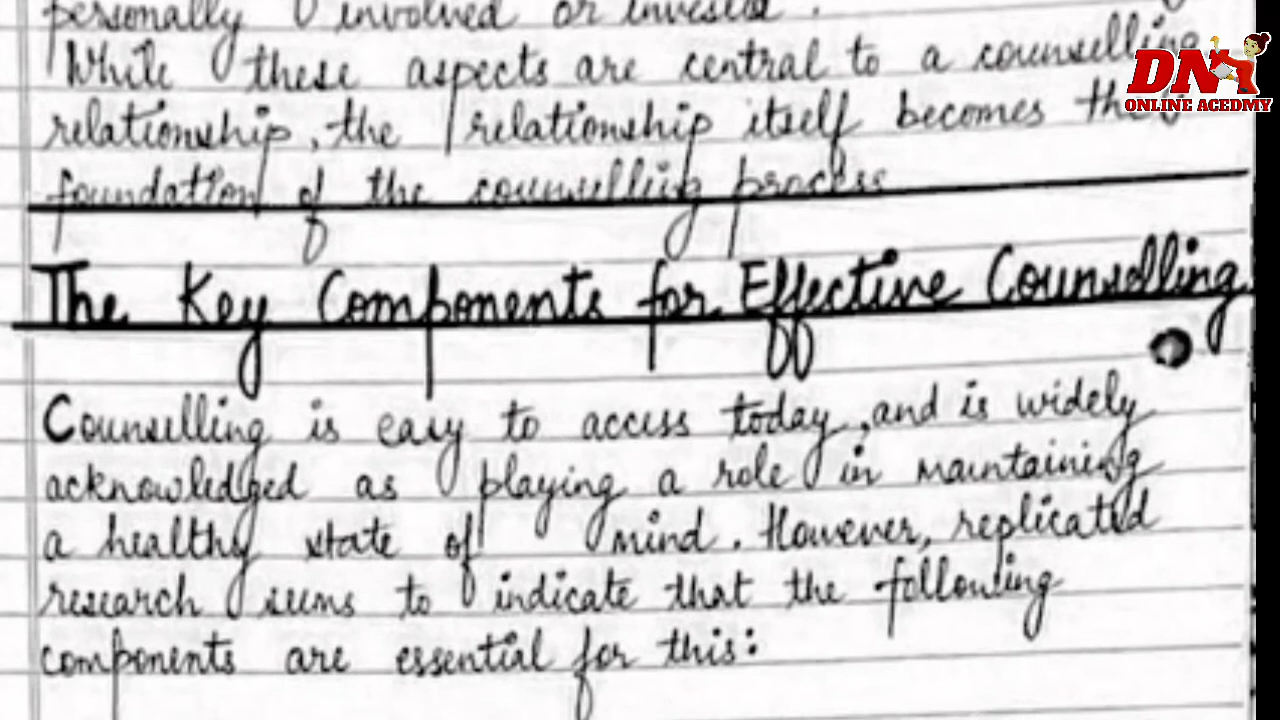 personally involved or invested.
While these aspects are central to a counselling
relationship, the relationship itself becomes the
foundation of the counselling process
The Key Components for Effective Counselling
Counselling is easy to access today, and is widely
acknowledged as playing a role in maintaining
a healthy state of mind. However, replicated
research seems to indicate that the following
components are essential for this:
DN
ONLINE ACEDMY